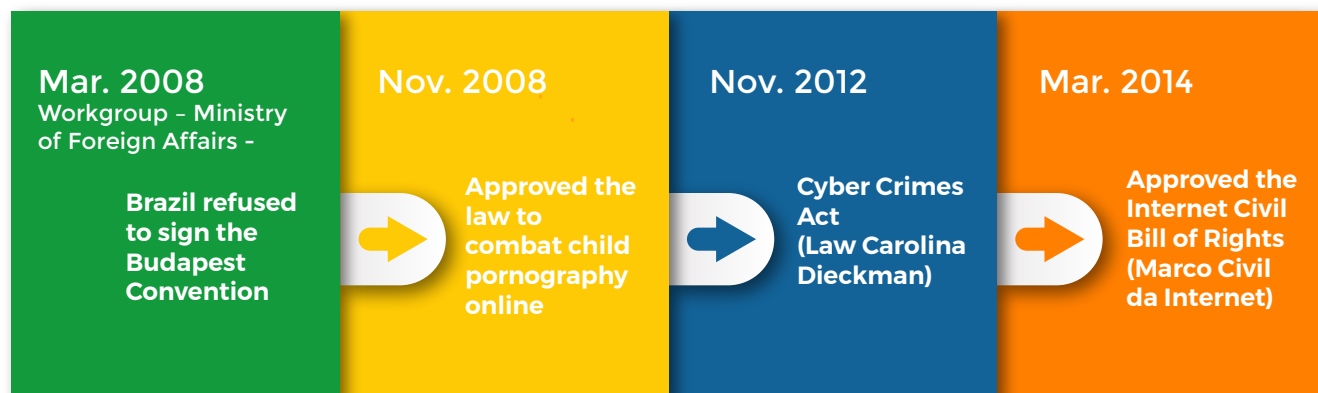 Mar. 2008
Workgroup – Ministry
of Foreign Affairs -
Brazil refused
to sign the
Budapest
Convention
Nov. 2008
Approved the
law to
combat child
pornography
online
Nov. 2012
Cyber Crimes
Act
(Law Carolina
Dieckman)
Mar. 2014
Approved the
Internet Civil
Bill of Rights
(Marco Civil
da Internet)